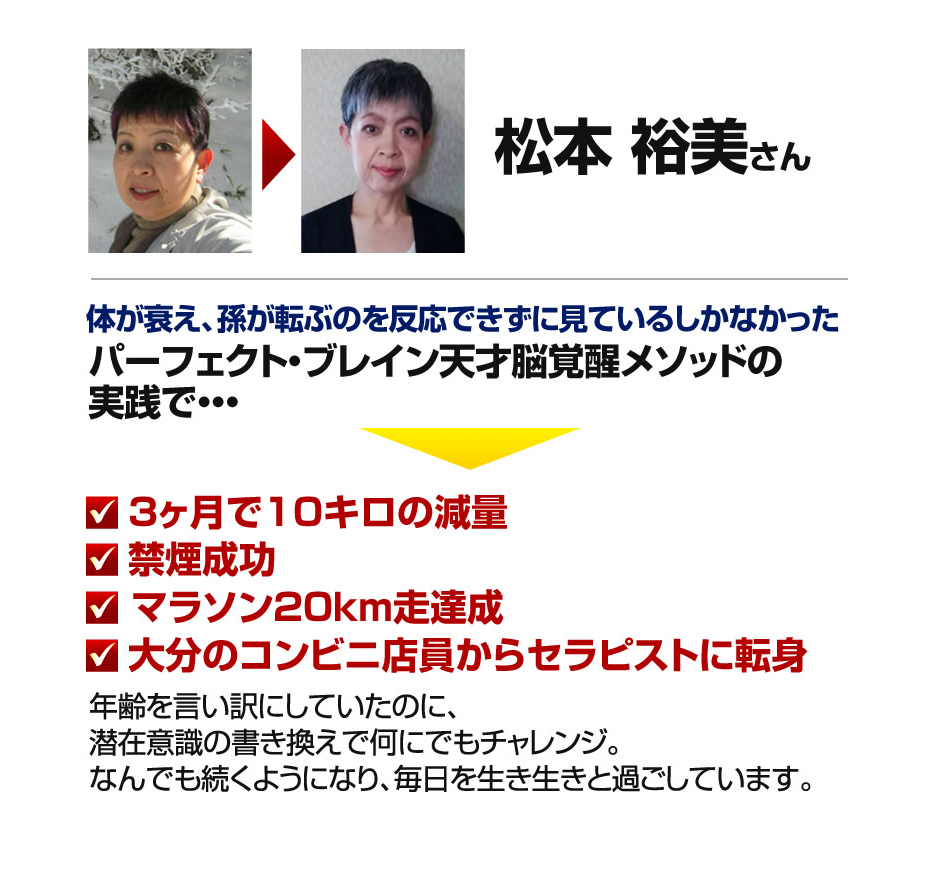 松本 裕美さん
体が衰え、孫が転ぶのを反応できずに見ているしかなかった
パーフェクト・ブレイン天才脳覚醒メソッドの
実践で・・・
3ヶ月で10キロの減量
禁煙成功
マラソン20km走達成
大分のコンビニ店員からセラピストに転身
年齢を言い訳にしていたのに、
潜在意識の書き換えで何にでもチャレンジ。
なんでも続くようになり、毎日を生き生きと過ごしています。